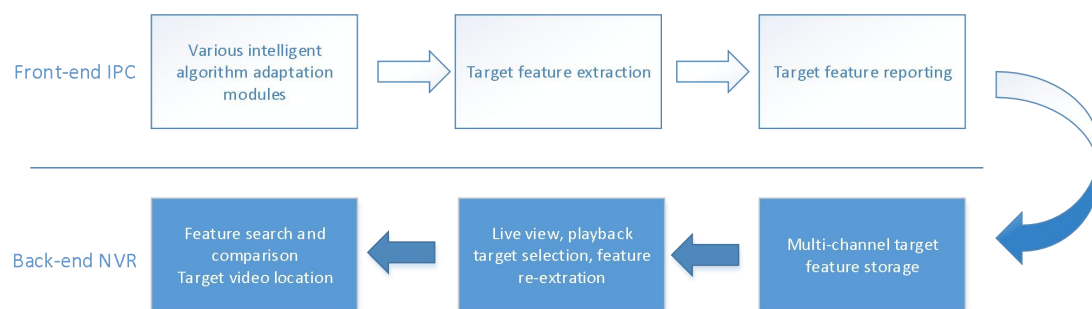 Front-end IPC
Various intelligent
algorithm adaptation
modules
Target feature extraction
Target feature reporting
Back-end NVR
Feature search and
comparison
Target video location
Live view, playback
target selection, feature
re-extration
Multi-channel target
feature storage